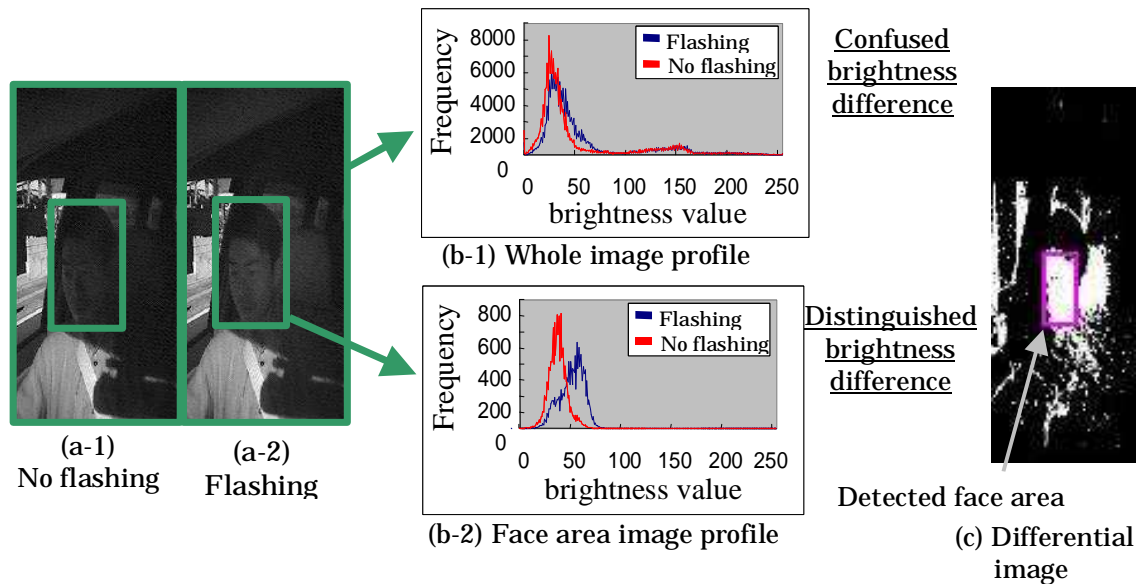 (a-1)
No flashing
(a-2)
Flashing
Frequency
8000
6000
4000
2000
0
0 50 100 150 200 250
brightness value
Flashing
No flashing
(b-1) Whole image profile
Confused
brightness
difference
Frequency
800
600
400
200
0
0 50 100 150 200 250
brightness value
Flashing
No flashing
(b-2) Face area image profile
Distinguished
brightness
difference
Detected face area
(c) Differential
image